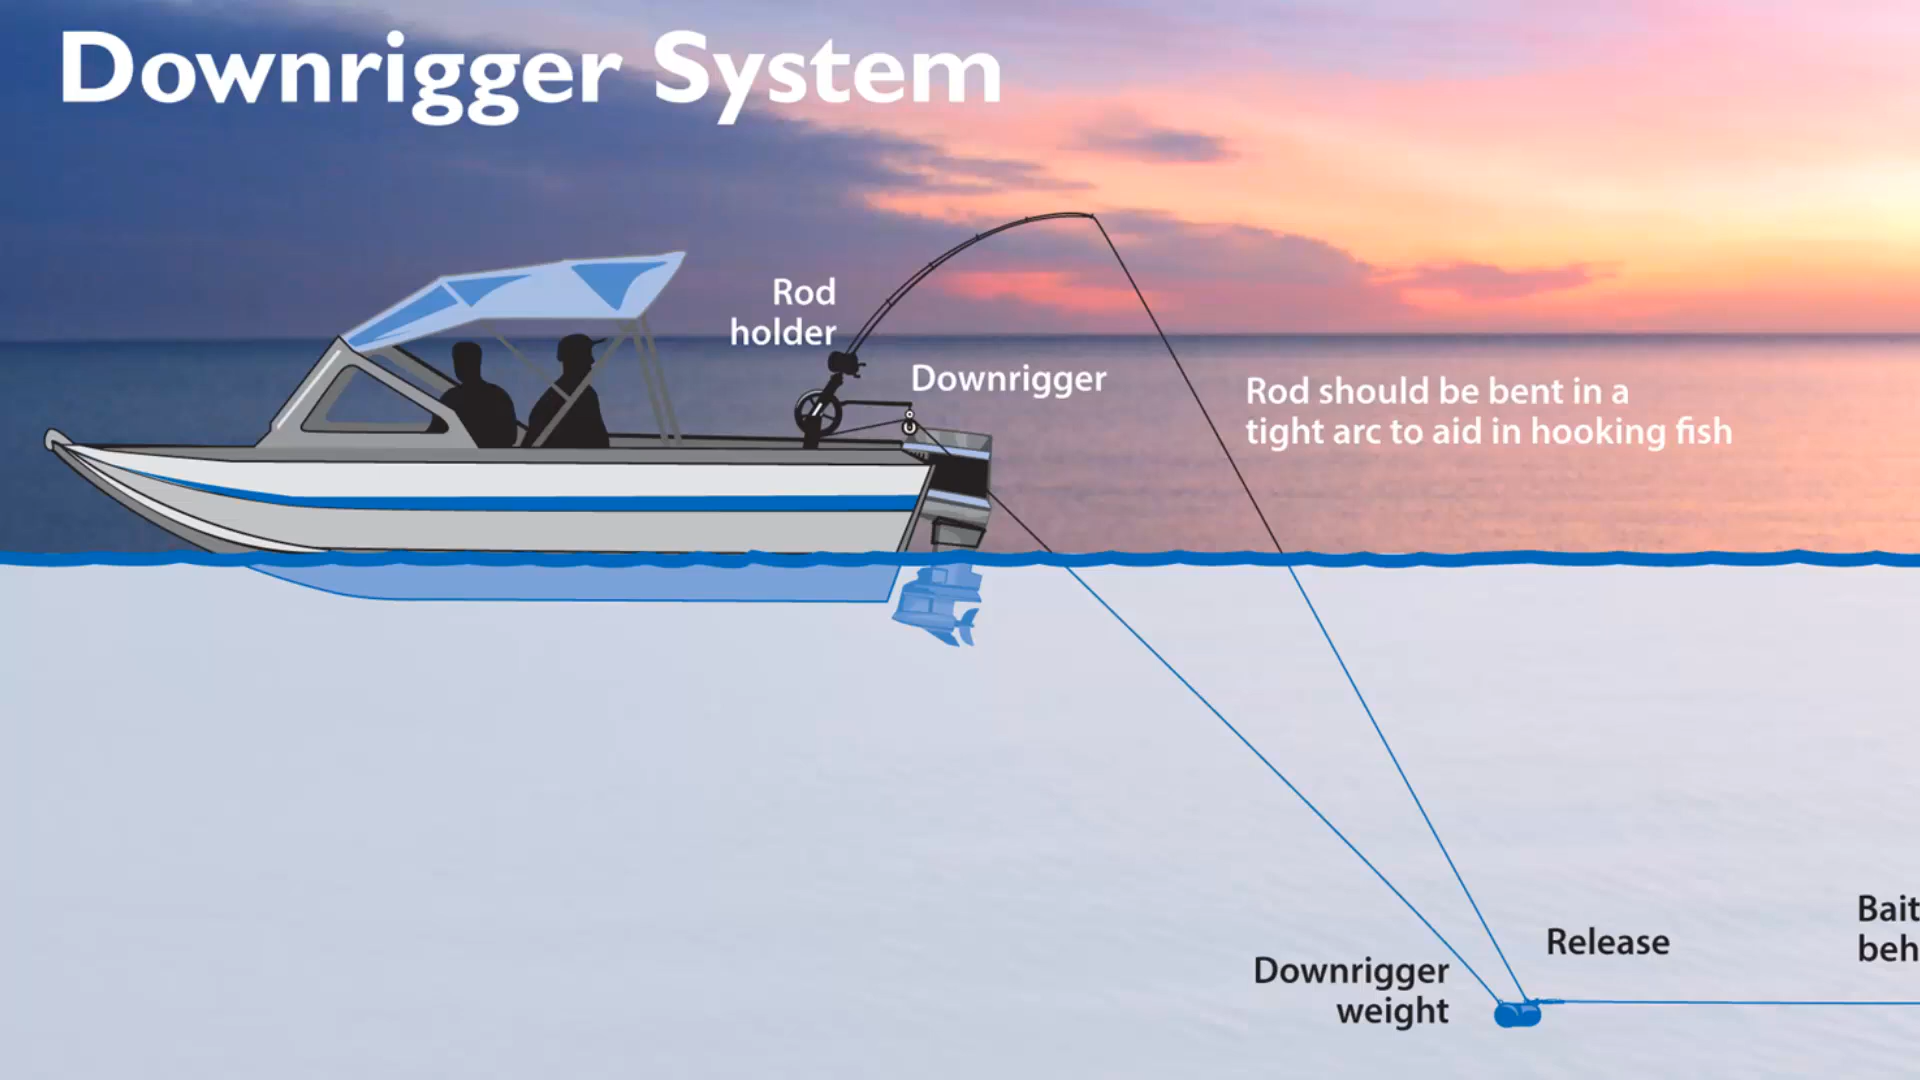 Downrigger System
Rod
holder
Downrigger
Rod should be bent in a
tight arc to aid in hooking fish
Bait
beh
Release
Downrigger
weight